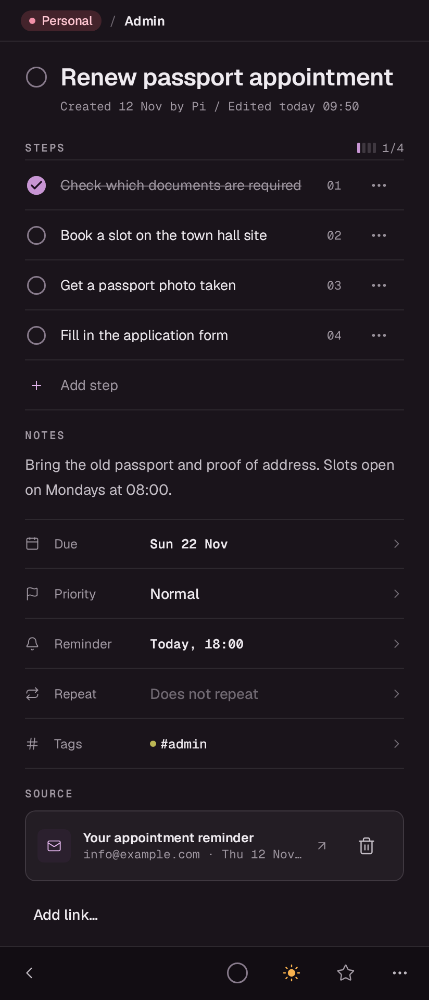 Personal / Admin
Renew passport appointment
Created 12 Nov by Pi / Edited today 09:50
STEPS 1/4
Check which documents are required 01
Book a slot on the town hall site 02
Get a passport photo taken 03
Fill in the application form 04
Add step
NOTES
Bring the old passport and proof of address. Slots open
on Mondays at 08:00.
Due Sun 22 Nov
Priority Normal
Reminder Today, 18:00
Repeat Does not repeat
Tags #admin
SOURCE
Your appointment reminder
info@example.com · Thu 12 Nov…
Add link…